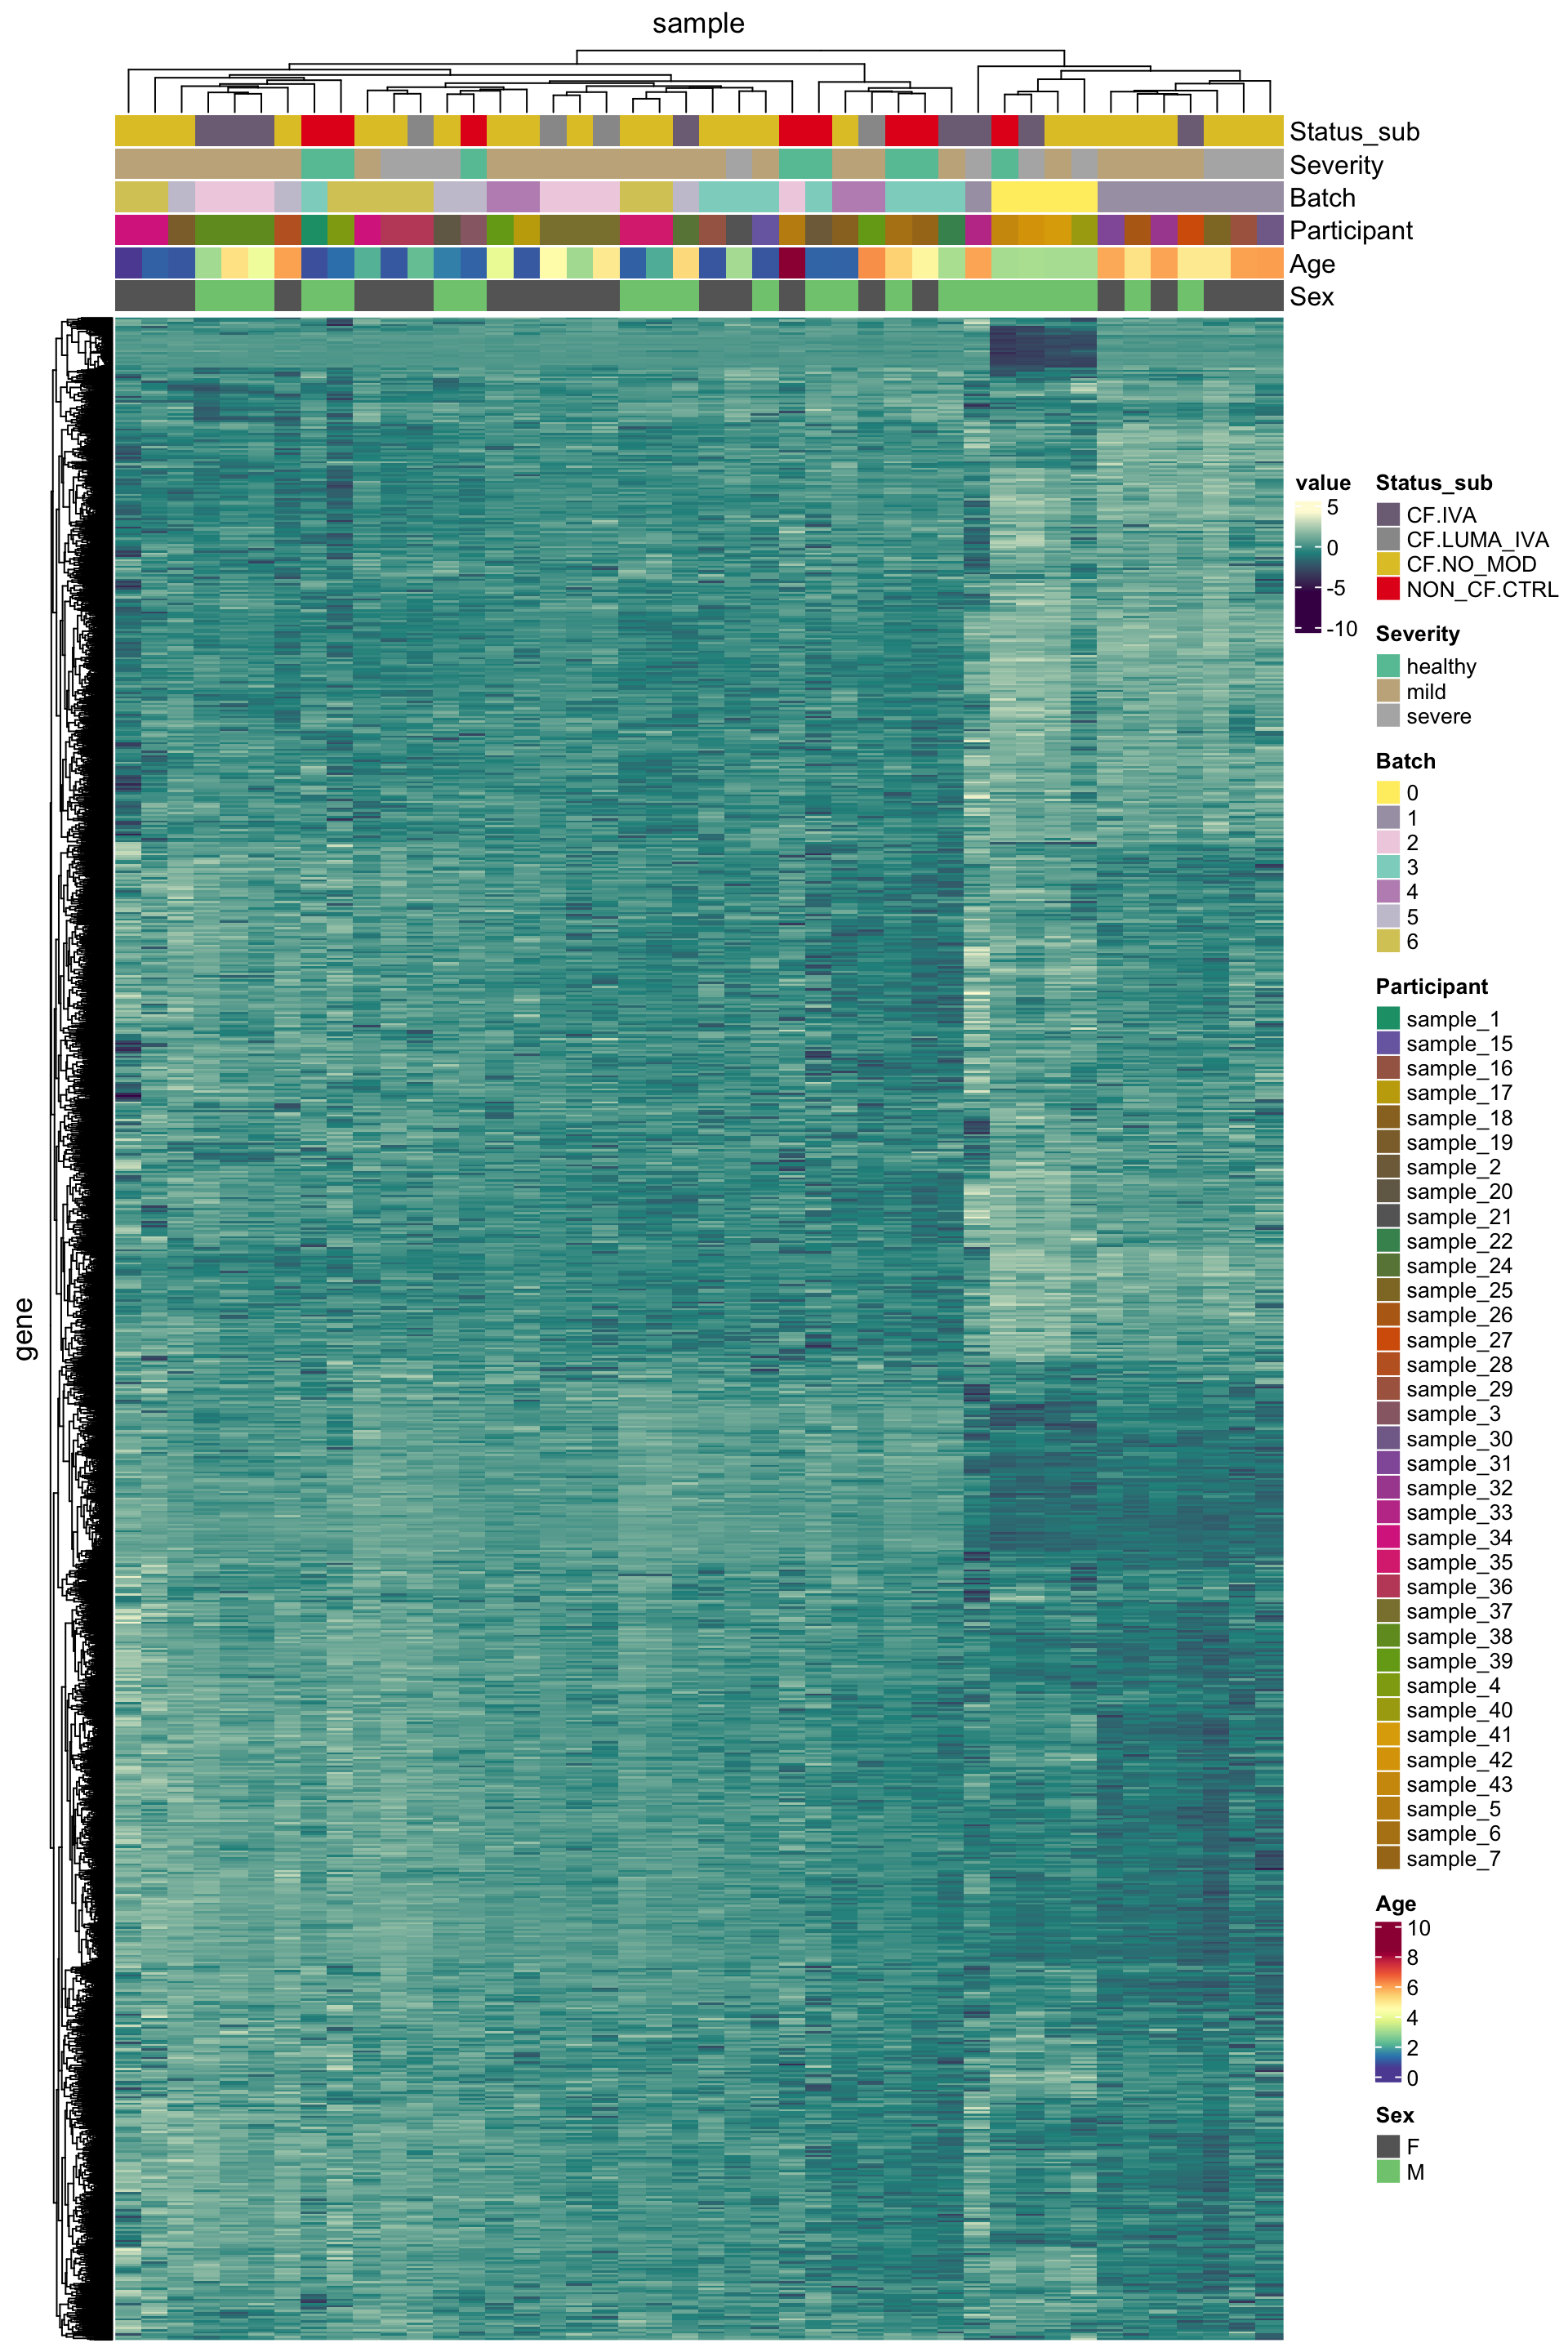 sample
Status_sub
Severity
Batch
Participant
Age
Sex
gene
value
5
0
-5
-10
Status_sub
CF.IVA
CF.LUMA_IVA
CF.NO_MOD
NON_CF.CTRL
Severity
healthy
mild
severe
Batch
0
1
2
3
4
5
6
Participant
sample_1
sample_15
sample_16
sample_17
sample_18
sample_19
sample_2
sample_20
sample_21
sample_22
sample_24
sample_25
sample_26
sample_27
sample_28
sample_29
sample_3
sample_30
sample_31
sample_32
sample_33
sample_34
sample_35
sample_36
sample_37
sample_38
sample_39
sample_4
sample_40
sample_41
sample_42
sample_43
sample_5
sample_6
sample_7
Age
10
8
6
4
2
0
Sex
F
M